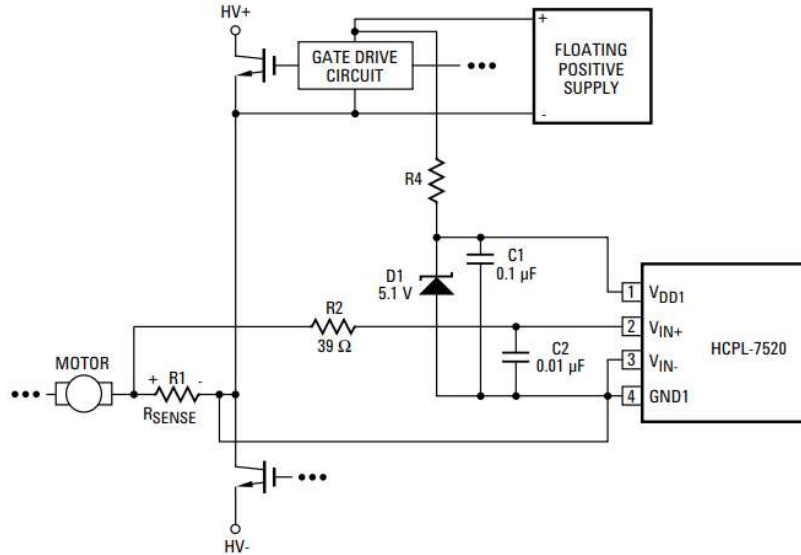 HV+
+
GATE DRIVE
CIRCUIT
•••
FLOATING
POSITIVE
SUPPLY
-
R4
C1
0.1 µF
D1
5.1 V
1 VDD1
R2
39 Ω
2 VIN+
HCPL-7520
C2
0.01 µF
3 VIN-
MOTOR
•••
+ R1 -
RSENSE
4 GND1
•••
HV-